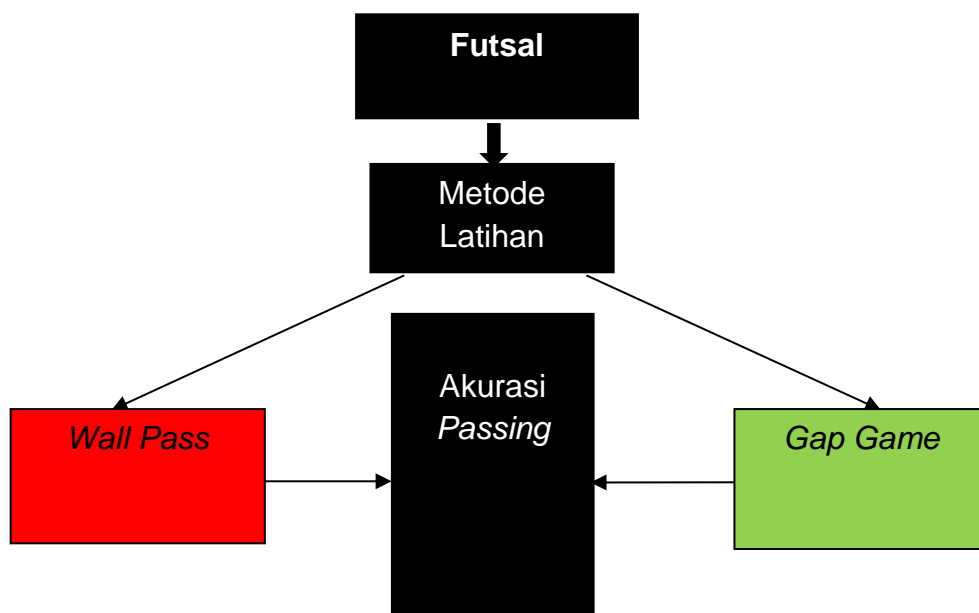 Futsal
Metode
Latihan
Akurasi
Passing
Wall Pass
Gap Game